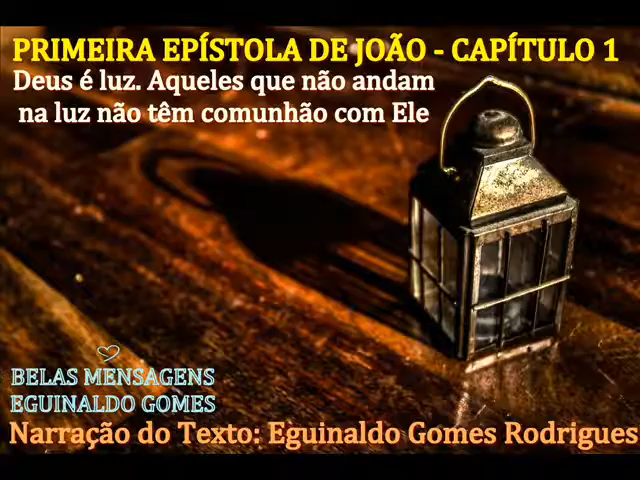 PRIMEIRA EPÍSTOLA DE JOÃO - CAPÍTULO 1
Deus é luz. Aqueles que não andam
na luz não têm comunhão com Ele
BELAS MENSAGENS
EGUINALDO GOMES
Narração do Texto: Eguinaldo Gomes Rodrigues